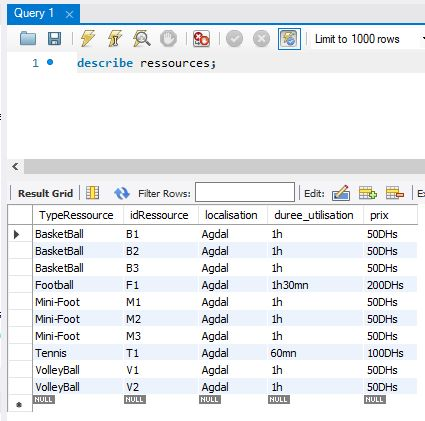 Query 1
Limit to 1000 rows
1 describe ressources;
Result Grid Filter Rows: Edit:
TypeRessource idRessource localisation duree_utilisation prix
BasketBall B1 Agdal 1h 50DHs
BasketBall B2 Agdal 1h 50DHs
BasketBall B3 Agdal 1h 50DHs
Football F1 Agdal 1h30mn 200DHs
Mini-Foot M1 Agdal 1h 50DHs
Mini-Foot M2 Agdal 1h 50DHs
Mini-Foot M3 Agdal 1h 50DHs
Tennis T1 Agdal 60mn 100DHs
VolleyBall V1 Agdal 1h 50DHs
VolleyBall V2 Agdal 1h 50DHs
NULL NULL NULL NULL NULL